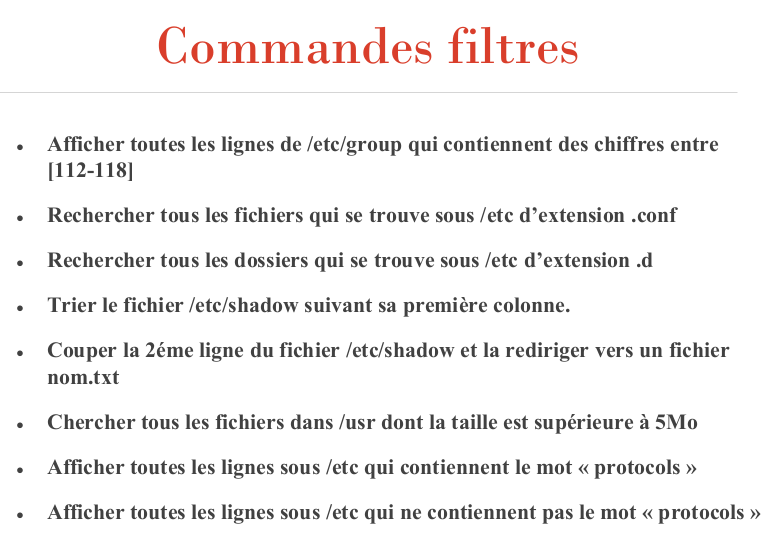 Commandes filtres
• Afficher toutes les lignes de /etc/group qui contiennent des chiffres entre
[112-118]
• Rechercher tous les fichiers qui se trouve sous /etc d’extension .conf
• Rechercher tous les dossiers qui se trouve sous /etc d’extension .d
• Trier le fichier /etc/shadow suivant sa première colonne.
• Couper la 2éme ligne du fichier /etc/shadow et la rediriger vers un fichier
nom.txt
• Chercher tous les fichiers dans /usr dont la taille est supérieure à 5Mo
• Afficher toutes les lignes sous /etc qui contiennent le mot « protocols »
• Afficher toutes les lignes sous /etc qui ne contiennent pas le mot « protocols »